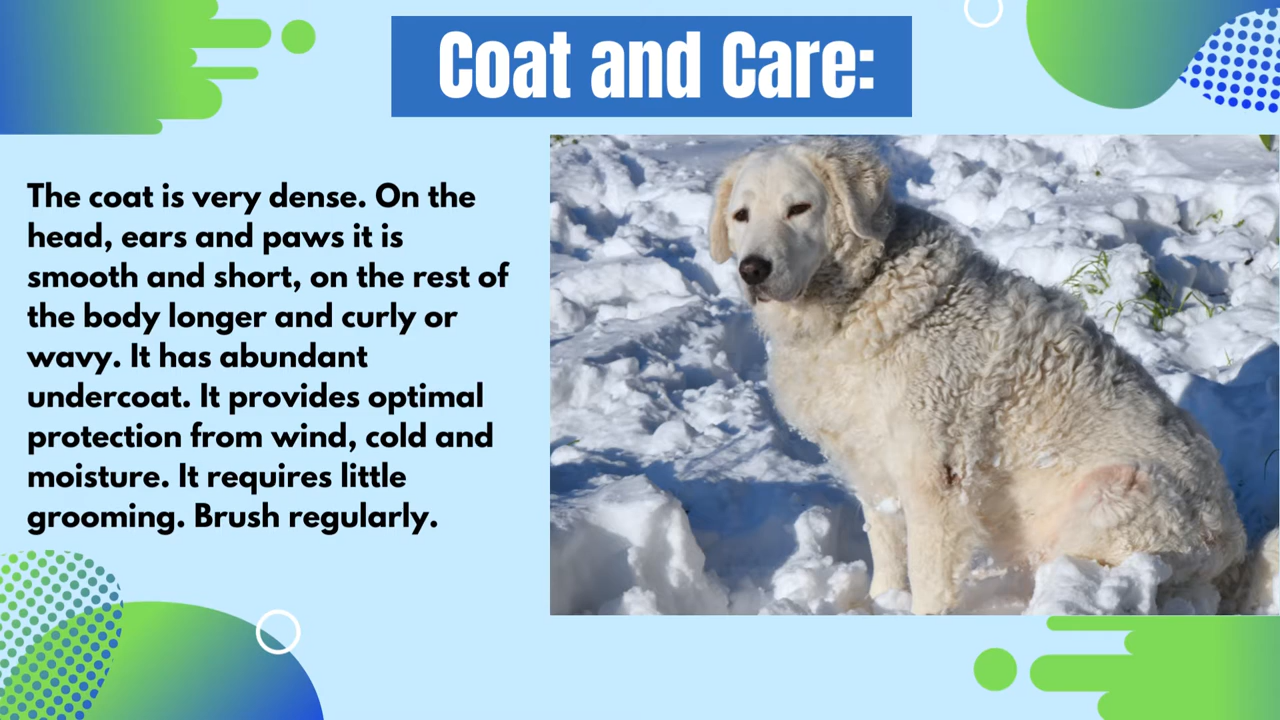 Coat and Care:
The coat is very dense. On the
head, ears and paws it is
smooth and short, on the rest of
the body longer and curly or
wavy. It has abundant
undercoat. It provides optimal
protection from wind, cold and
moisture. It requires little
grooming. Brush regularly.